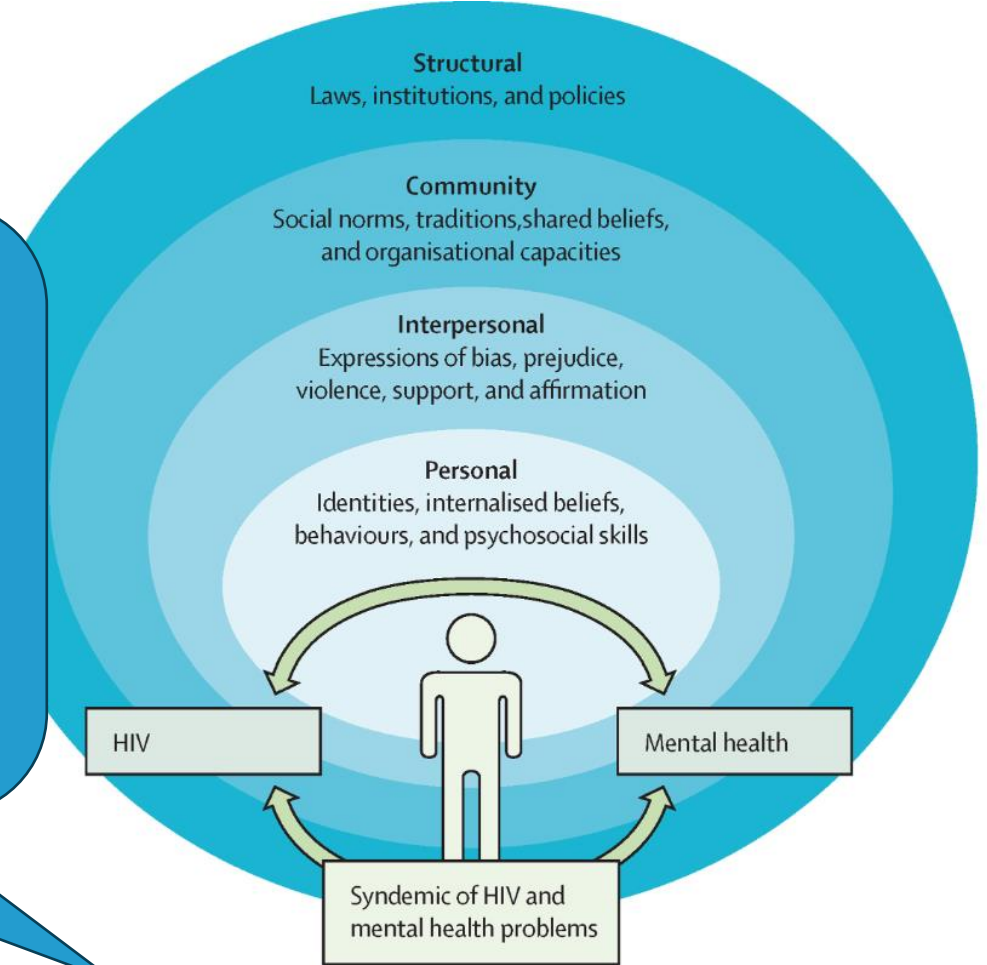 Structural
Laws, institutions, and policies
Community
Social norms, traditions,shared beliefs,
and organisational capacities
Interpersonal
Expressions of bias, prejudice,
violence, support, and affirmation
Personal
Identities, internalised beliefs,
behaviours, and psychosocial skills
HIV
Mental health
Syndemic of HIV and
mental health problems